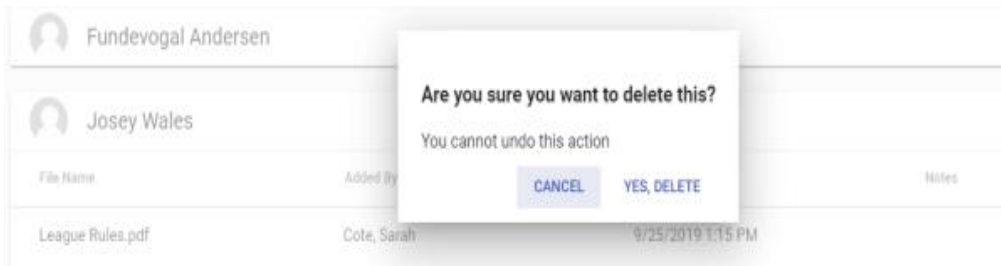 Fundevogal Andersen
Are you sure you want to delete this?
Josey Wales
You cannot undo this action
File Name Added By Notes
CANCEL YES, DELETE
League Rules.pdf Cote, Sarah 9/25/2019 1:15 PM